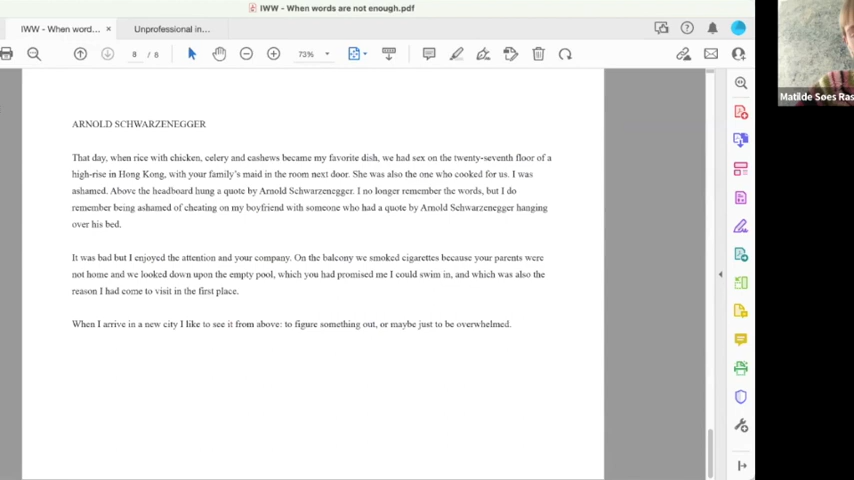 IWW - When words are not enough.pdf
IWW - When word... ×
Unprofessional in...
8 / 8
73%
Matilde Søes Ras
ARNOLD SCHWARZENEGGER
That day, when rice with chicken, celery and cashews became my favorite dish, we had sex on the twenty-seventh floor of a
high-rise in Hong Kong, with your family’s maid in the room next door. She was also the one who cooked for us. I was
ashamed. Above the headboard hung a quote by Arnold Schwarzenegger. I no longer remember the words, but I do
remember being ashamed of cheating on my boyfriend with someone who had a quote by Arnold Schwarzenegger hanging
over his bed.
It was bad but I enjoyed the attention and your company. On the balcony we smoked cigarettes because your parents were
not home and we looked down upon the empty pool, which you had promised me I could swim in, and which was also the
reason I had come to visit in the first place.
When I arrive in a new city I like to see it from above: to figure something out, or maybe just to be overwhelmed.